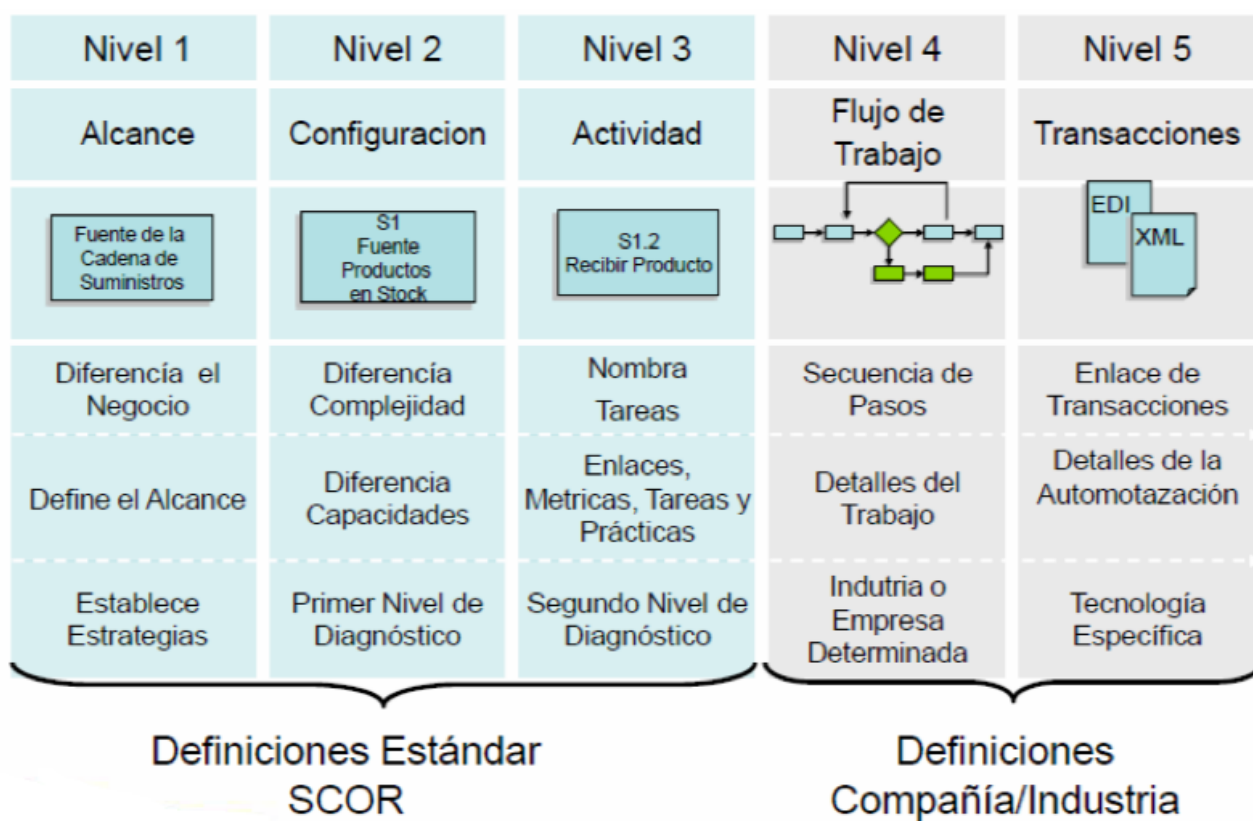 Nivel 1
Nivel 2
Nivel 3
Nivel 4
Nivel 5
Alcance
Configuracion
Actividad
Flujo de
Trabajo
Transacciones
Fuente de la
Cadena de
Suministros
S1
Fuente
Productos
en Stock
S1.2
Recibir Producto
EDI
XML
Diferencía el
Negocio
Diferencía
Complejidad
Nombra
Tareas
Secuencia de
Pasos
Enlace de
Transacciones
Define el Alcance
Diferencia
Capacidades
Enlaces,
Metricas, Tareas y
Prácticas
Detalles del
Trabajo
Detalles de la
Automotazación
Establece
Estrategias
Primer Nivel de
Diagnóstico
Segundo Nivel de
Diagnóstico
Indutria o
Empresa
Determinada
Tecnología
Específica
Definiciones Estándar
SCOR
Definiciones
Compañía/Industria